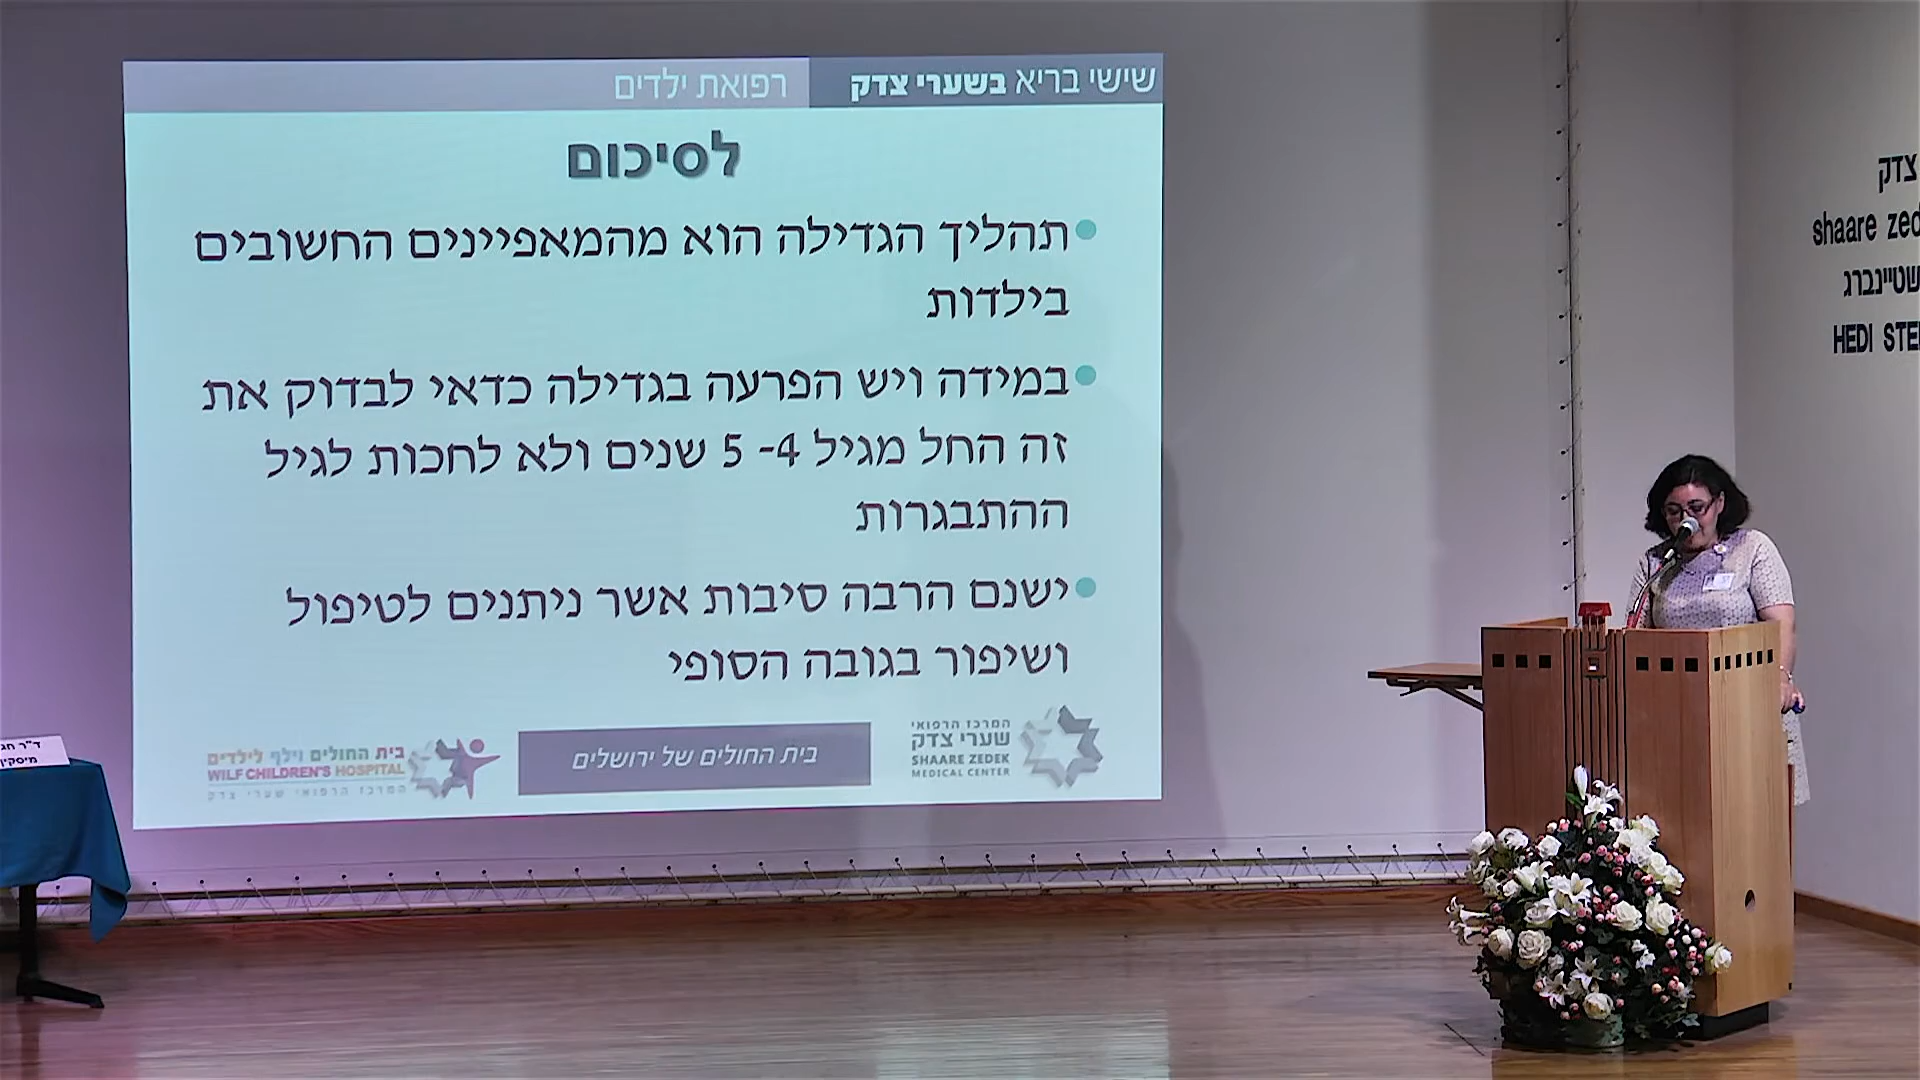 שישי בריא בשערי צדק
רפואת ילדים
לסיכום
תהליך הגדילה הוא מהמאפיינים החשובים
בילדות
במידה ויש הפרעה בגדילה כדאי לבדוק את
זה החל מגיל 4- 5 שנים ולא לחכות לגיל
ההתבגרות
ישנם הרבה סיבות אשר ניתנים לטיפול
ושיפור בגובה הסופי
המרכז הרפואי
שערי צדק
SHAARE ZEDEK
MEDICAL CENTER
בית החולים של ירושלים
בית החולים וילף לילדים
WILF CHILDREN'S HOSPITAL
המרכז הרפואי שערי צדק
צדק
shaare zed
שטיינברג
HEDI STE
ד"ר חג
מיסקין